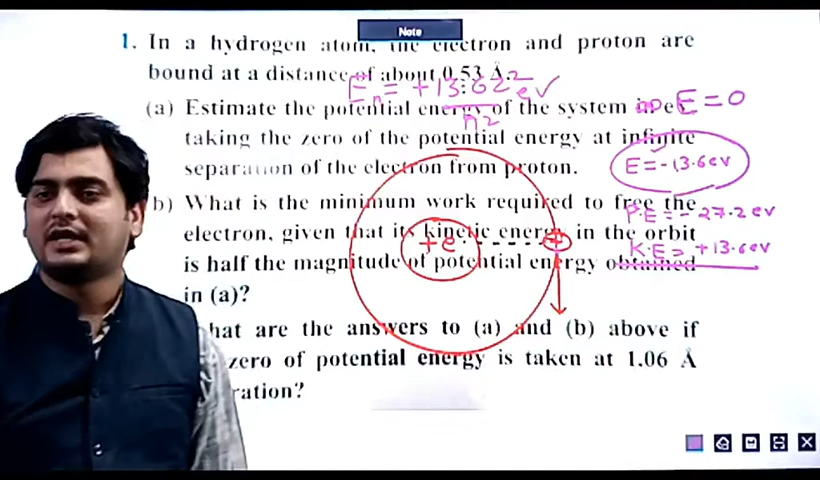 Note
1. In a hydrogen atom, the electron and proton are
bound at a distance of about 0.53 Å.
Eₙ = +13.6Z² eV
n²
(a) Estimate the potential energy of the system in eV
∞ E = 0
taking the zero of the potential energy at infinite
separation of the electron from proton.
E = -13.6eV
b) What is the minimum work required to free the
P.E = - 27.2 eV
electron, given that its kinetic energy in the orbit
+e
K.E = +13.6eV
is half the magnitude of potential energy obtained
in (a)?
hat are the answers to (a) and (b) above if
zero of potential energy is taken at 1.06 Å
ration?